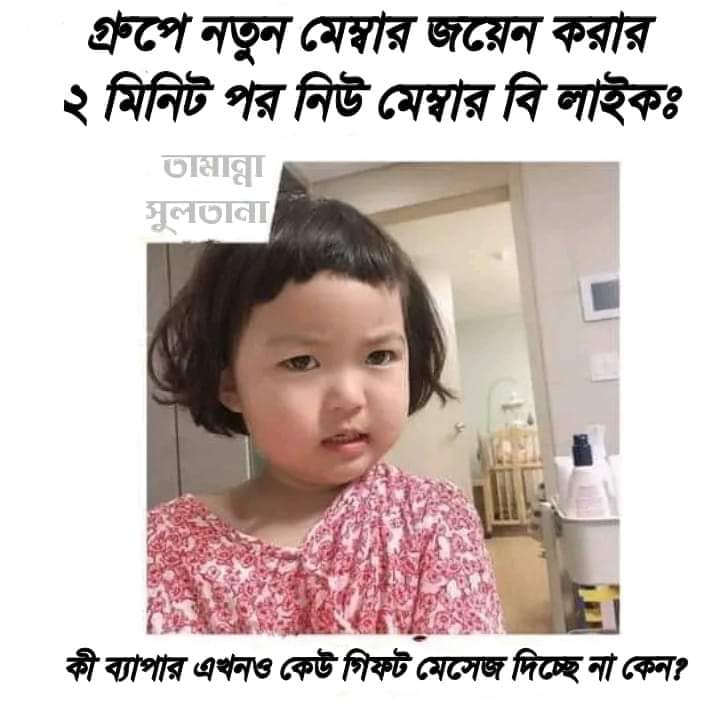 গ্রুপে নতুন মেম্বার জয়েন করার
২ মিনিট পর নিউ মেম্বার বি লাইকঃ
তামান্না
সুলতানা
কী ব্যাপার এখনও কেউ গিফট মেসেজ দিচ্ছে না কেন?